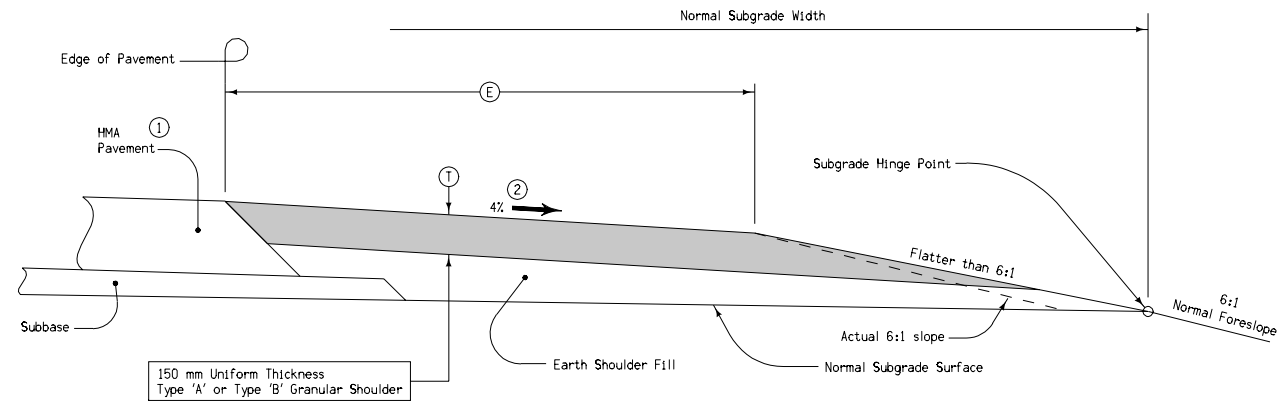 Normal Subgrade Width
Edge of Pavement
E
HMA
Pavement
1
T
2
4%
Subgrade Hinge Point
Flatter than 6:1
6:1
Normal Foreslope
Subbase
Actual 6:1 slope
Earth Shoulder Fill
Normal Subgrade Surface
150 mm Uniform Thickness
Type 'A' or Type 'B' Granular Shoulder